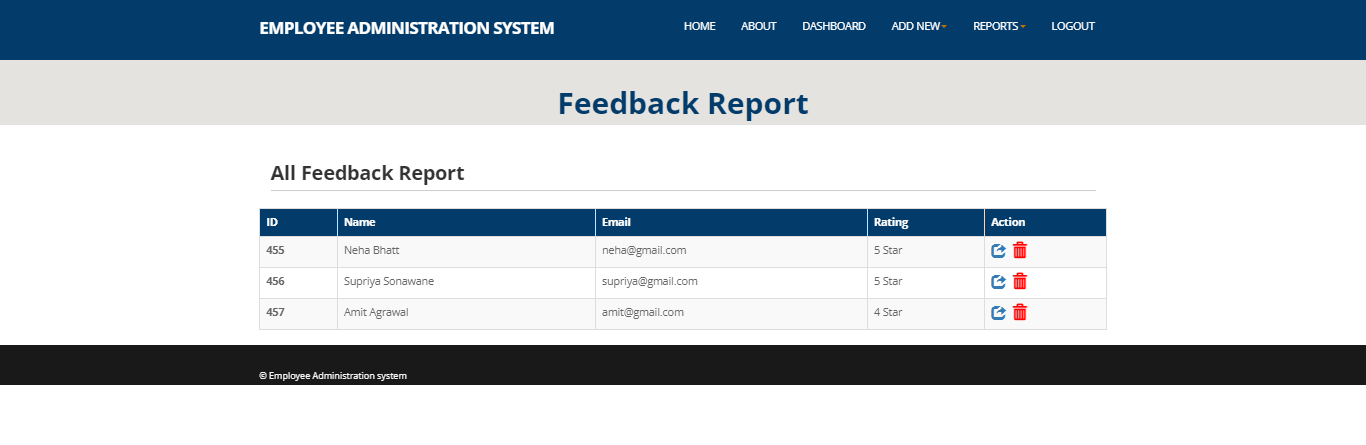 EMPLOYEE ADMINISTRATION SYSTEM HOME ABOUT DASHBOARD ADD NEW REPORTS LOGOUT
Feedback Report
All Feedback Report
ID Name Email Rating Action
455 Neha Bhatt neha@gmail.com 5 Star
456 Supriya Sonawane supriya@gmail.com 5 Star
457 Amit Agrawal amit@gmail.com 4 Star
© Employee Administration system